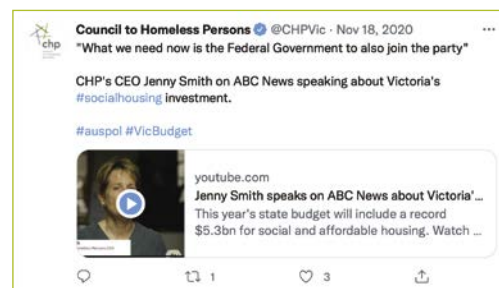 chp
Council to Homeless Persons @CHPVic · Nov 18, 2020 ...
"What we need now is the Federal Government to also join the party"
CHP's CEO Jenny Smith on ABC News speaking about Victoria's
#socialhousing investment.
#auspol #VicBudget
youtube.com
Jenny Smith speaks on ABC News about Victoria'...
This year's state budget will include a record
$5.3bn for social and affordable housing. Watch ...
1
3